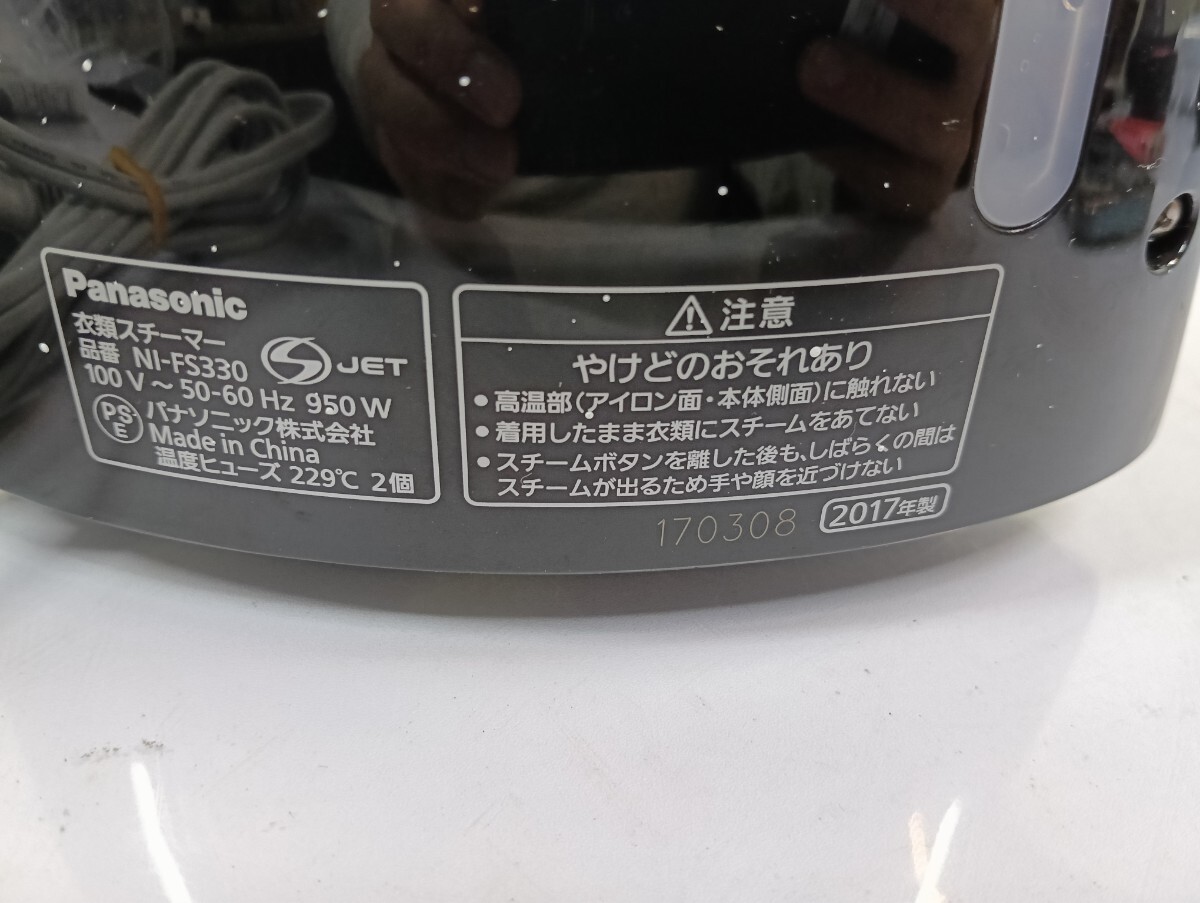 Panasonic
衣類スチーマー
品番 NI-FS330
S JET
100 V ～ 50-60 Hz 950 W
PS
E
パナソニック株式会社
Made in China
温度ヒューズ 229℃ 2個
注意
やけどのおそれあり
●高温部(アイロン面・本体側面)に触れない
●着用したまま衣類にスチームをあてない
●スチームボタンを離した後も、しばらくの間は
スチームが出るため手や顔を近づけない
170308 2017年製